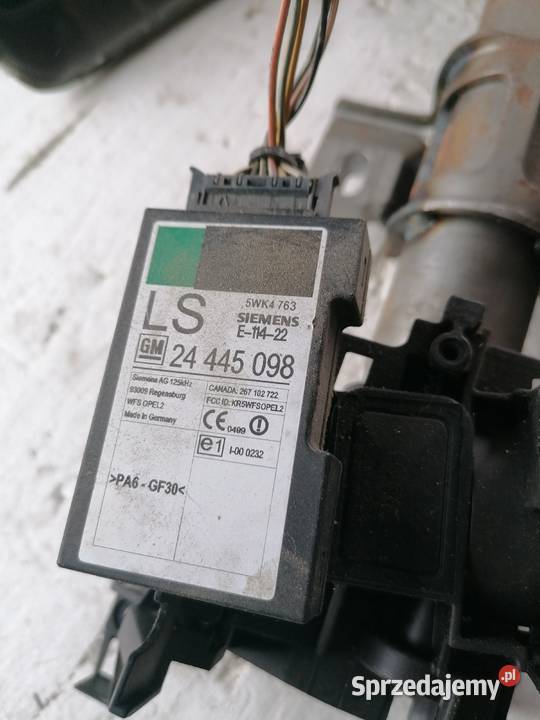 5WK4 763
LS SIEMENS
E-114-22
GM 24 445 098
Siemens AG 125kHz
93009 Regensburg
WFS OPEL2
Made in Germany
CANADA: 267 102 722
FCC ID: KR5WFSOPEL2
CE 0499
e1 I-00 0232
>PA6 - GF30<
Sprzedajemy.pl